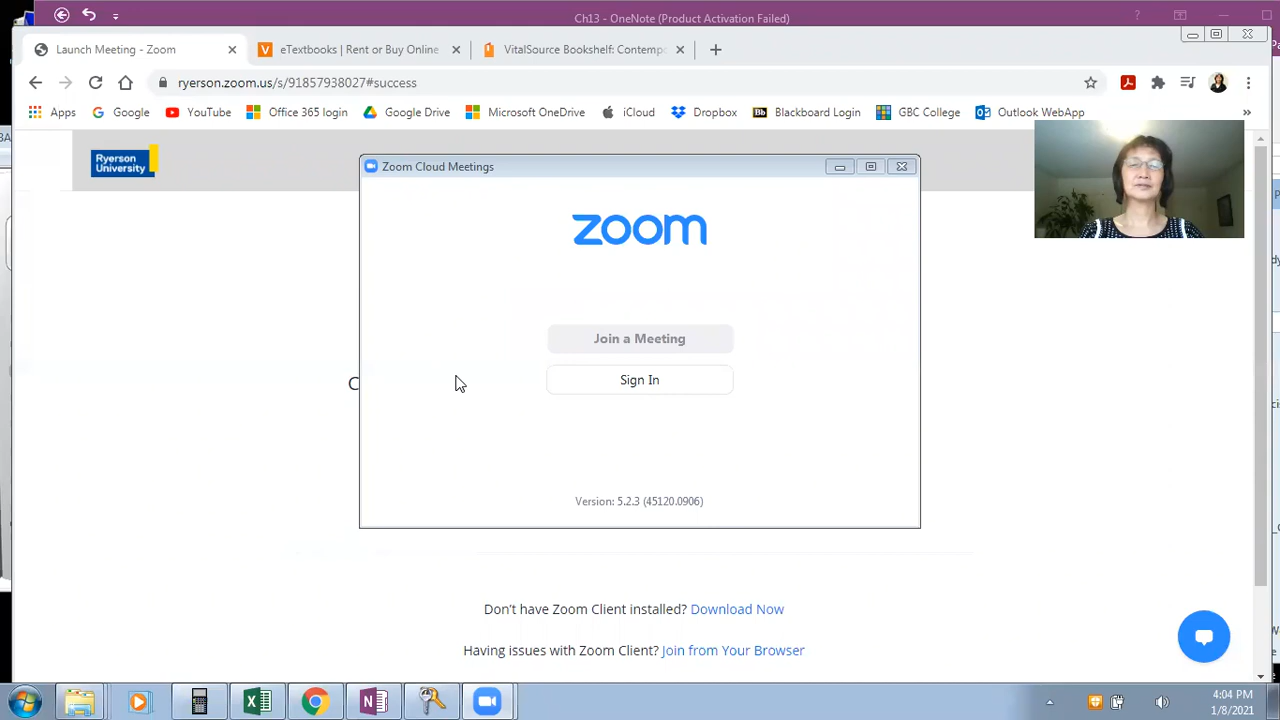 Ch13 - OneNote (Product Activation Failed)
Launch Meeting - Zoom
eTextbooks | Rent or Buy Online
VitalSource Bookshelf: Contempo
ryerson.zoom.us/s/91857938027#success
Apps
Google
YouTube
Office 365 login
Google Drive
Microsoft OneDrive
iCloud
Dropbox
Bb
Blackboard Login
GBC College
Outlook WebApp
Ryerson
University
Zoom Cloud Meetings
zoom
Join a Meeting
C
Sign In
Version: 5.2.3 (45120.0906)
Don't have Zoom Client installed? Download Now
Having issues with Zoom Client? Join from Your Browser
4:04 PM
1/8/2021